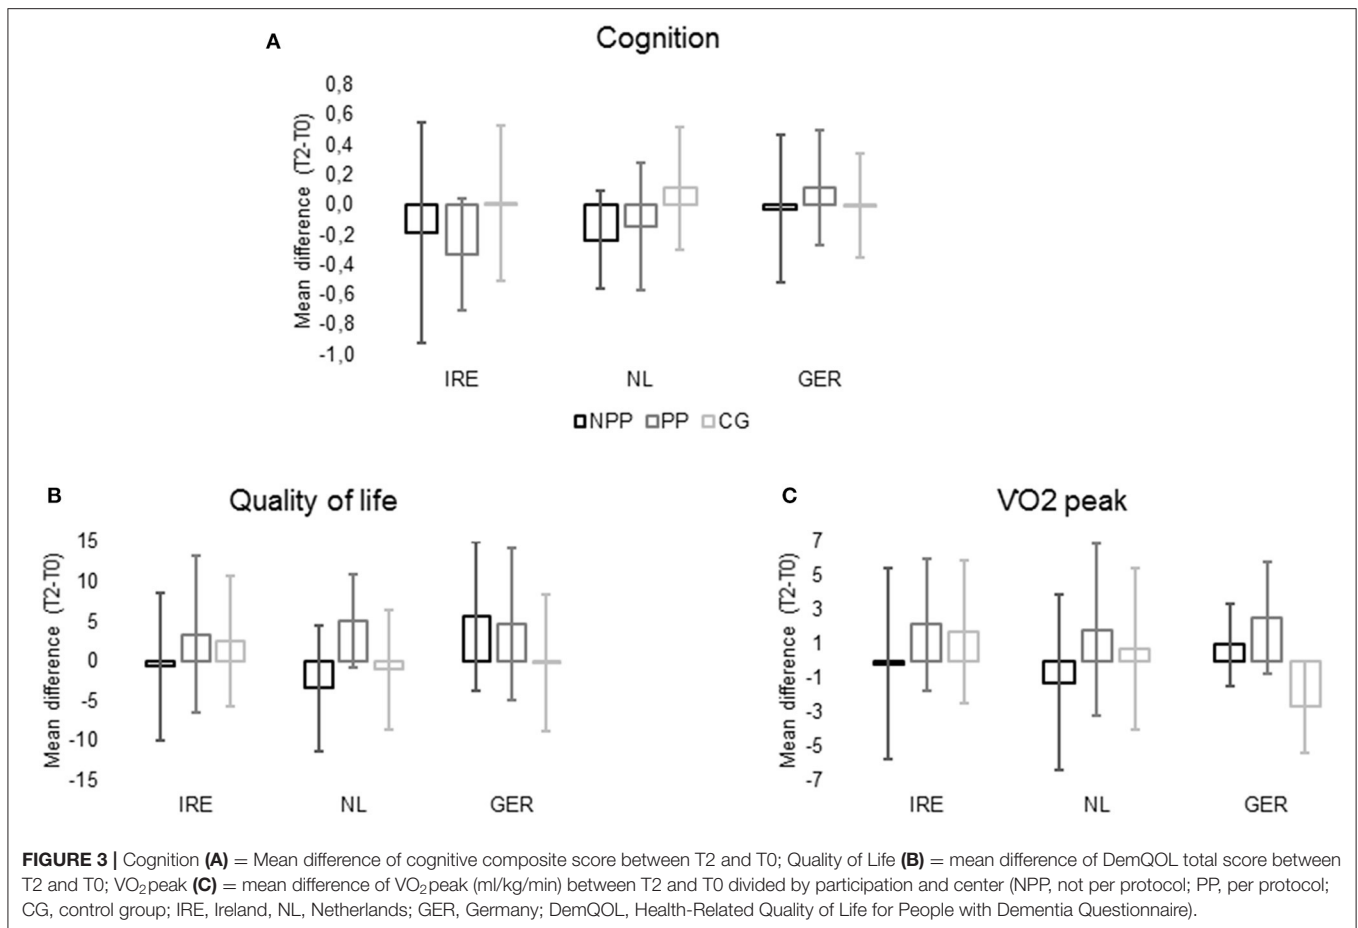 A
Cognition
Mean difference (T2-T0)
0,8
0,6
0,4
0,2
0,0
-0,2
-0,4
-0,6
-0,8
-1,0
IRE NL GER
NPP PP CG
B
Quality of life
Mean difference (T2-T0)
15
10
5
0
-5
-10
-15
IRE NL GER
C
V̇O2 peak
Mean difference (T2-T0)
7
5
3
1
-1
-3
-5
-7
IRE NL GER
FIGURE 3 | Cognition (A) = Mean difference of cognitive composite score between T2 and T0; Quality of Life (B) = mean difference of DemQOL total score between
T2 and T0; VO₂peak (C) = mean difference of VO₂peak (ml/kg/min) between T2 and T0 divided by participation and center (NPP, not per protocol; PP, per protocol;
CG, control group; IRE, Ireland, NL, Netherlands; GER, Germany; DemQOL, Health-Related Quality of Life for People with Dementia Questionnaire).